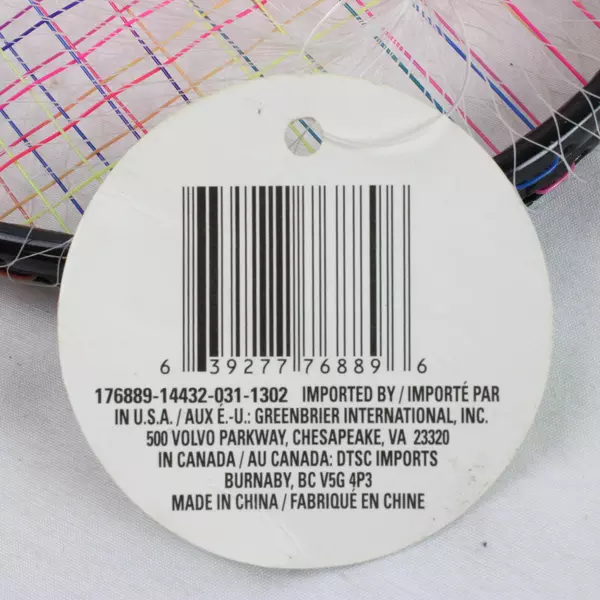 6 39277 76889 6
176889-14432-031-1302 IMPORTED BY / IMPORTÉ PAR
IN U.S.A. / AUX É.-U.: GREENBRIER INTERNATIONAL, INC.
500 VOLVO PARKWAY, CHESAPEAKE, VA 23320
IN CANADA / AU CANADA: DTSC IMPORTS
BURNABY, BC V5G 4P3
MADE IN CHINA / FABRIQUÉ EN CHINE